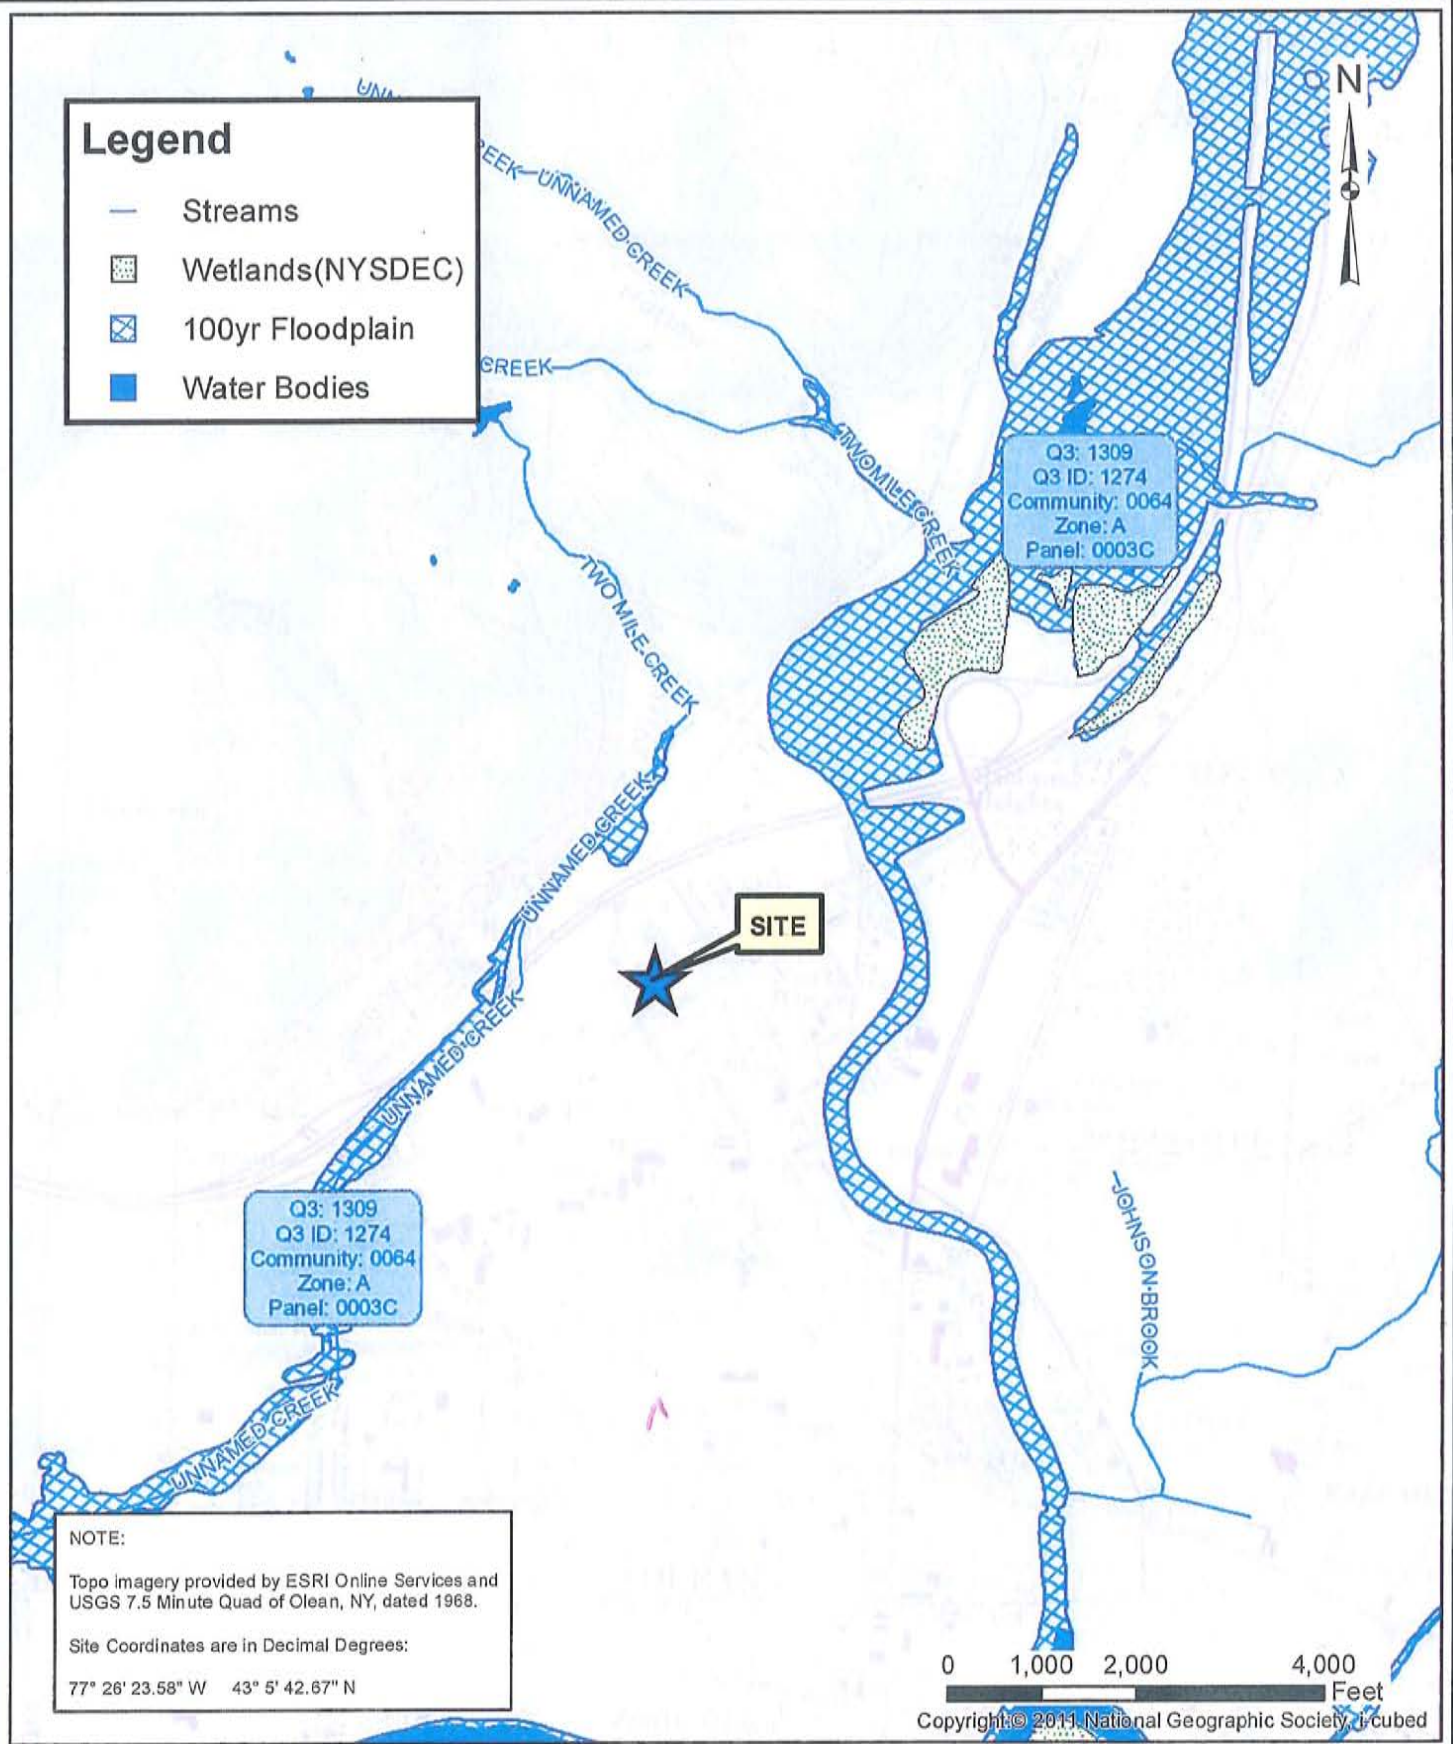 N
UNN
Legend
Streams
Wetlands(NYSDEC)
100yr Floodplain
Water Bodies
REEK
UNNAMED CREEK
CREEK
TWOMILE CREEK
Q3: 1309
Q3 ID: 1274
Community: 0064
Zone: A
Panel: 0003C
TWO MILE CREEK
UNNAMED CREEK
SITE
UNNAMED CREEK
Q3: 1309
Q3 ID: 1274
Community: 0064
Zone: A
Panel: 0003C
JOHNSON BROOK
UNNAMED CREEK
NOTE:
Topo imagery provided by ESRI Online Services and
USGS 7.5 Minute Quad of Olean, NY, dated 1968.
Site Coordinates are in Decimal Degrees:
77° 26' 23.58" W 43° 5' 42.67" N
0 1,000 2,000 4,000
Feet
Copyright:© 2011 National Geographic Society, i-cubed